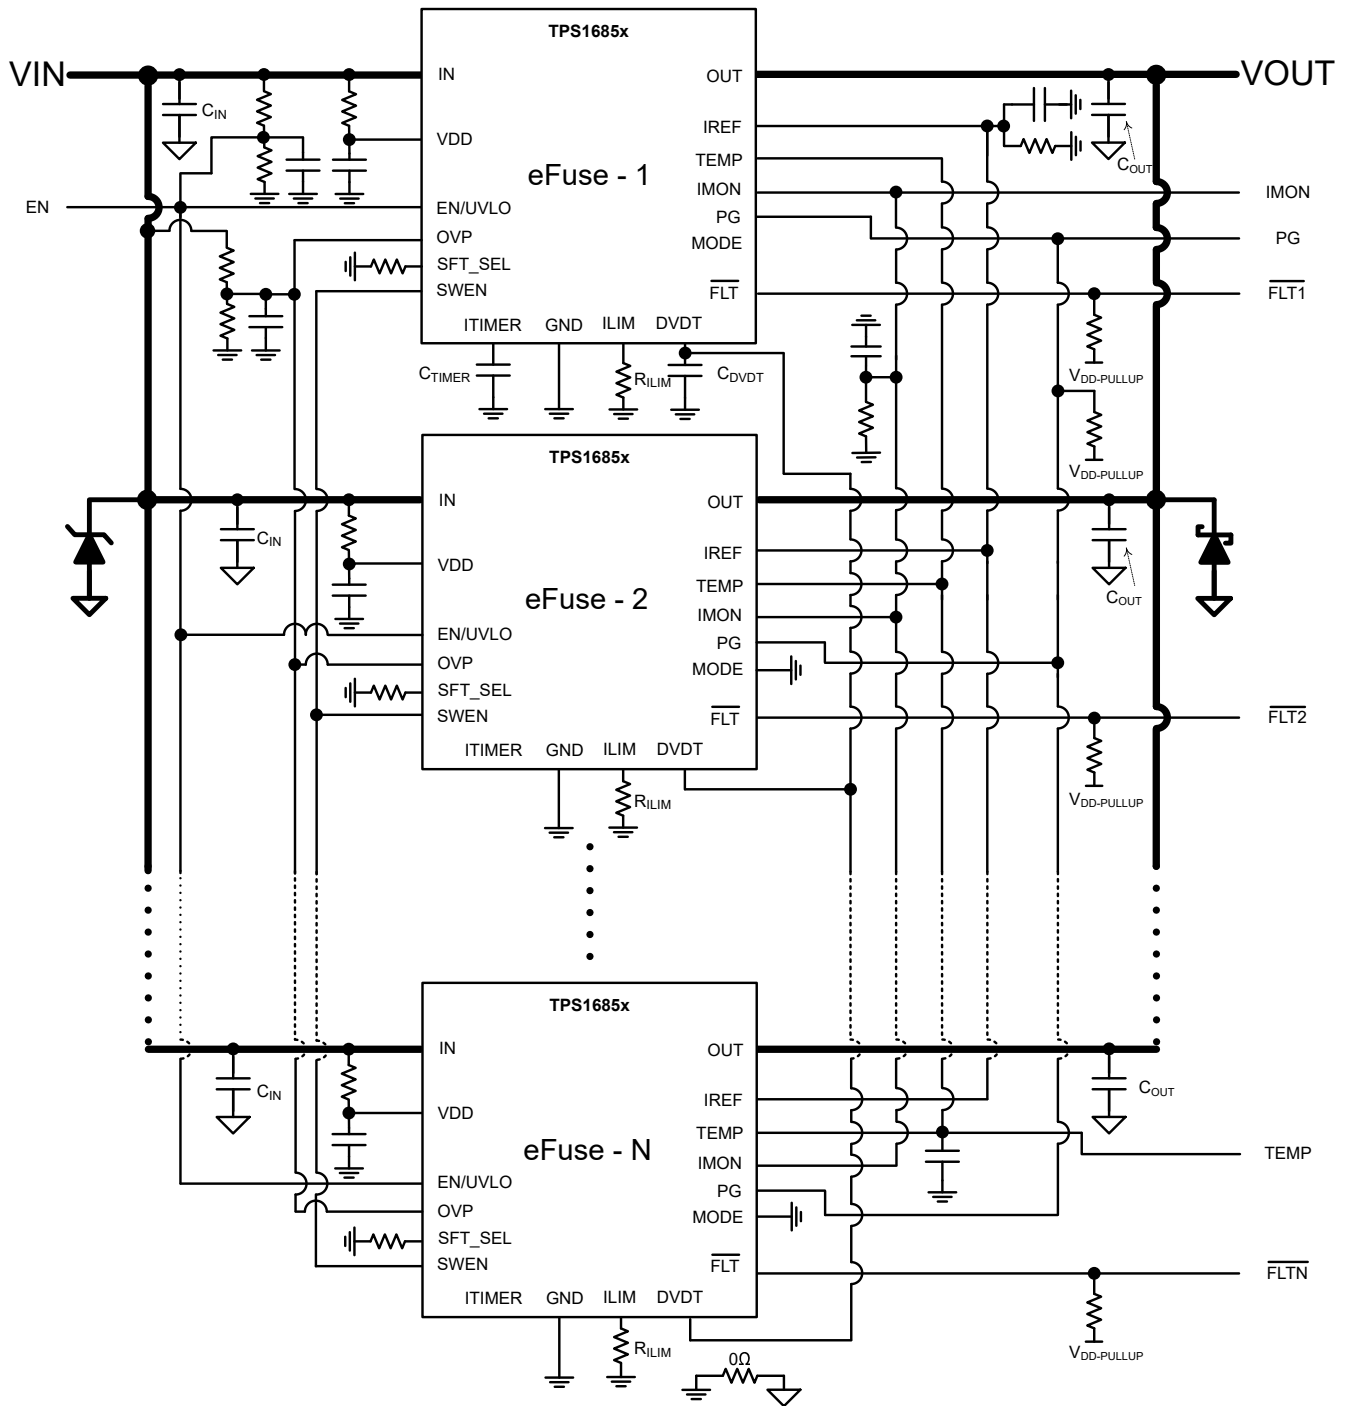 TPS1685x
VIN
IN
OUT
VOUT
C_IN
VDD
IREF
C_OUT
TEMP
eFuse - 1
IMON
IMON
EN
EN/UVLO
PG
PG
OVP
MODE
SFT_SEL
SWEN
FLT
FLT1
ITIMER
GND
ILIM
DVDT
C_TIMER
R_ILIM
C_DVDT
V_DD-PULLUP
TPS1685x
V_DD-PULLUP
IN
OUT
C_IN
VDD
IREF
TEMP
C_OUT
eFuse - 2
IMON
EN/UVLO
PG
OVP
MODE
SFT_SEL
SWEN
FLT
FLT2
ITIMER
GND
ILIM
DVDT
R_ILIM
V_DD-PULLUP
TPS1685x
IN
OUT
C_IN
C_OUT
IREF
VDD
TEMP
eFuse - N
TEMP
IMON
EN/UVLO
PG
OVP
MODE
SFT_SEL
SWEN
FLT
FLTN
ITIMER
GND
ILIM
DVDT
R_ILIM
0Ω
V_DD-PULLUP